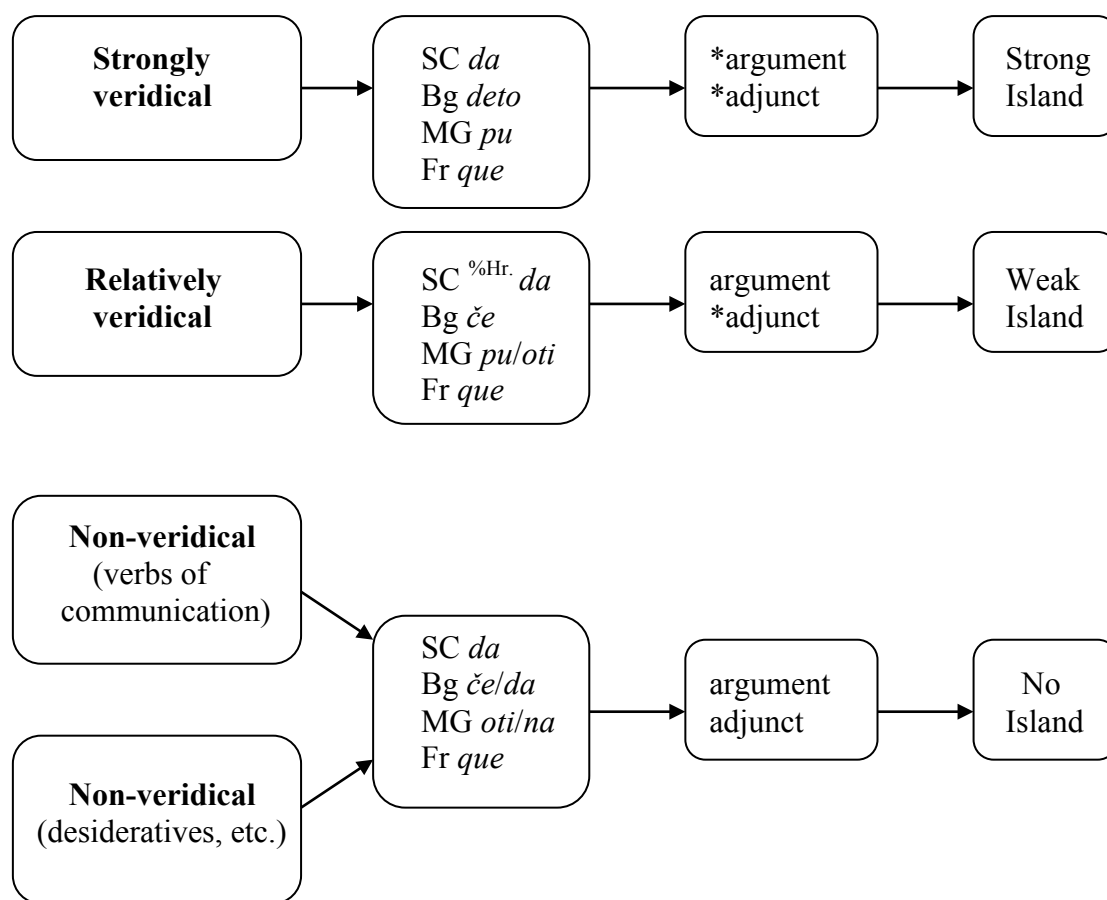 Strongly
veridical
SC da
Bg deto
MG pu
Fr que
*argument
*adjunct
Strong
Island
Relatively
veridical
SC %Hr. da
Bg če
MG pu/oti
Fr que
argument
*adjunct
Weak
Island
Non-veridical
(verbs of
communication)
Non-veridical
(desideratives, etc.)
SC da
Bg če/da
MG oti/na
Fr que
argument
adjunct
No
Island